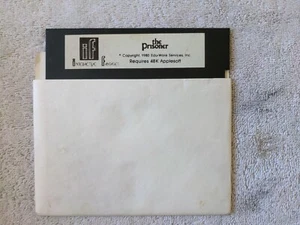 the
Prisoner
© Copyright 1980 Edu-Ware Services, Inc.
Requires 48K Applesoft